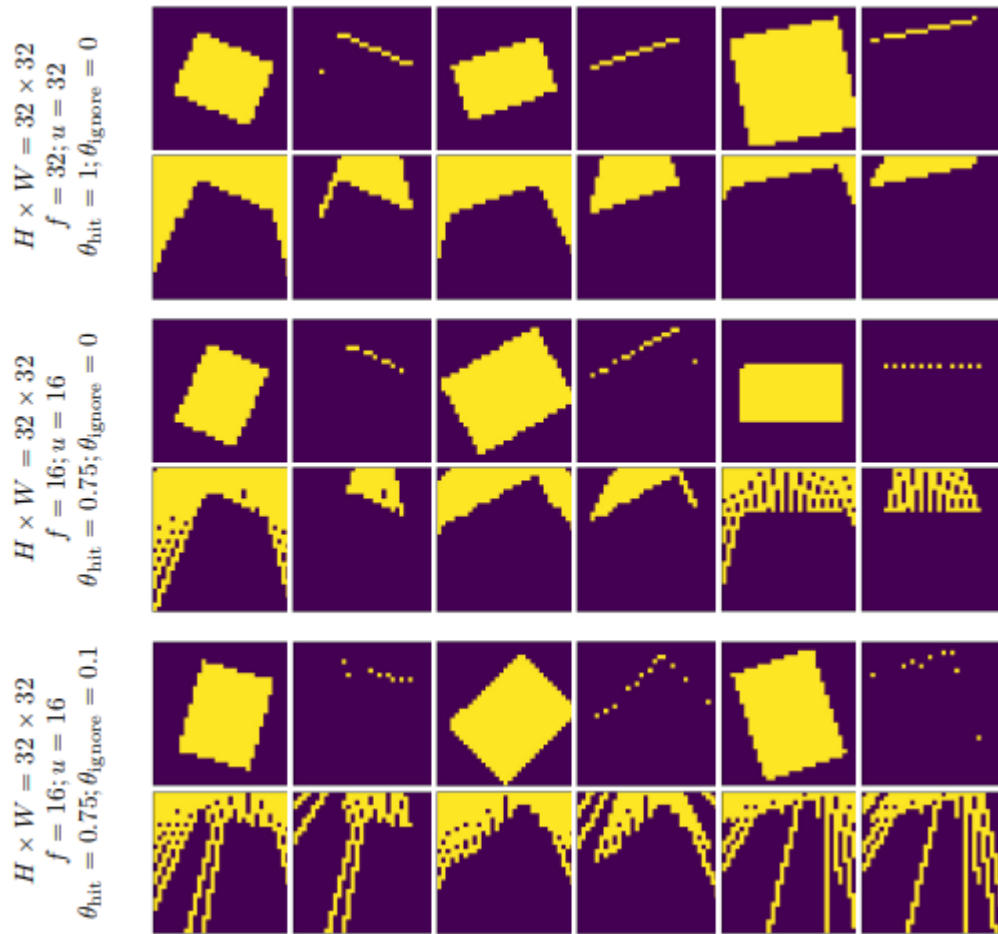 H × W = 32 × 32
f = 32; u = 32
θhit = 1; θignore = 0
H × W = 32 × 32
f = 16; u = 16
θhit = 0.75; θignore = 0
H × W = 32 × 32
f = 16; u = 16
θhit = 0.75; θignore = 0.1